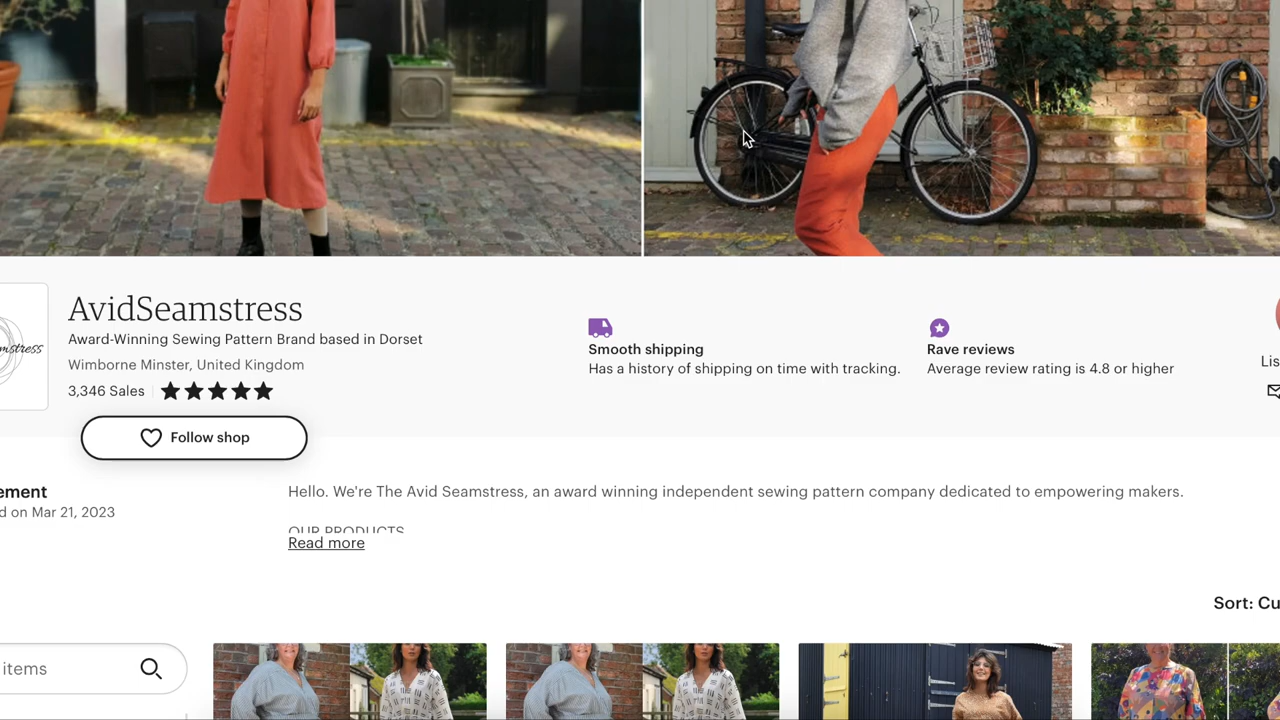 AvidSeamstress
Award-Winning Sewing Pattern Brand based in Dorset
Wimborne Minster, United Kingdom
3,346 Sales
Follow shop
Smooth shipping
Has a history of shipping on time with tracking.
Rave reviews
Average review rating is 4.8 or higher
Lis
mstress
ement
d on Mar 21, 2023
Hello. We're The Avid Seamstress, an award winning independent sewing pattern company dedicated to empowering makers.
OUR PRODUCTS
Read more
Sort: Cu
items